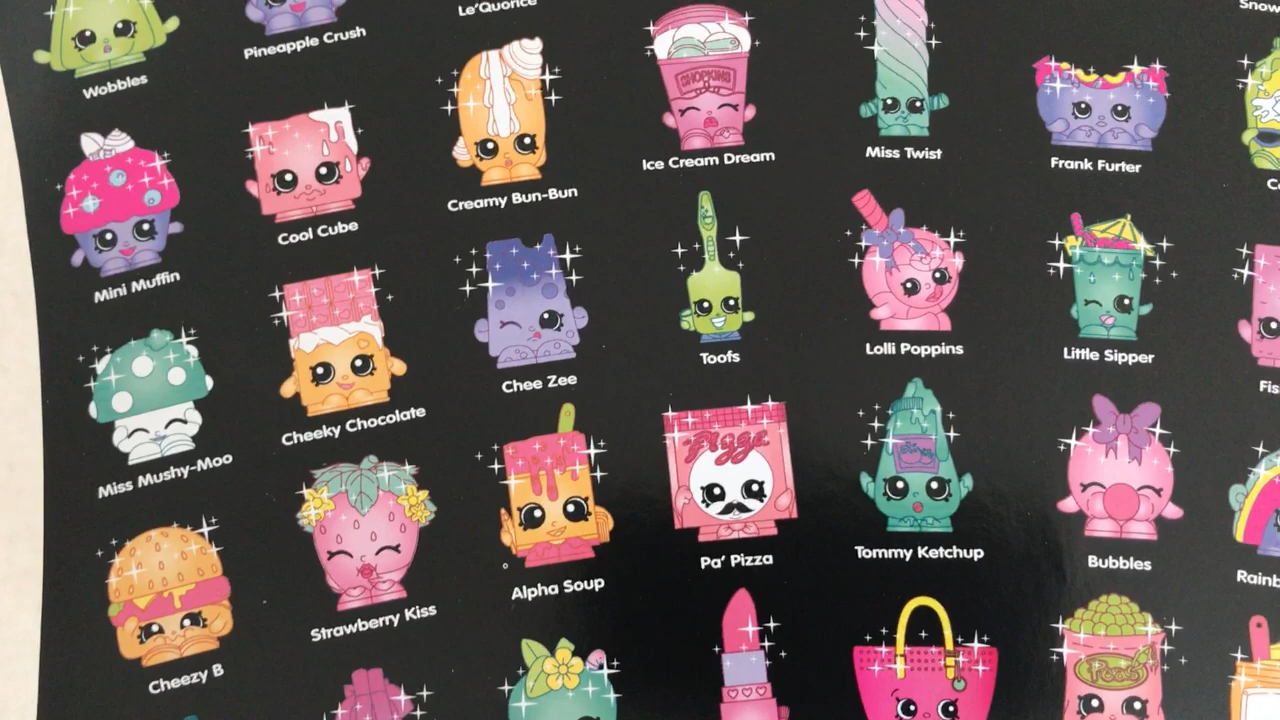 Le'Quorice
Pineapple Crush
Wobbles
SHOPKINS
Ice Cream Dream
Miss Twist
Frank Furter
Creamy Bun-Bun
Cool Cube
Mini Muffin
Toofs
Lolli Poppins
Little Sipper
Chee Zee
Cheeky Chocolate
Miss Mushy-Moo
Pizza
Pa' Pizza
Tommy Ketchup
Bubbles
Alpha Soup
Strawberry Kiss
Cheezy B
Peas